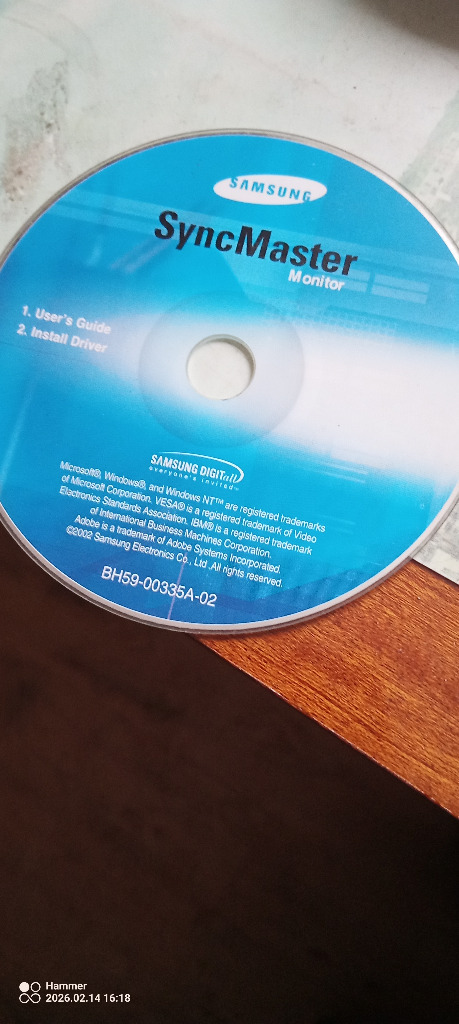 SAMSUNG
SyncMaster
Monitor
1. User's Guide
2. Install Driver
SAMSUNG DIGITall
everyone's invited™
Microsoft®, Windows®, and Windows NT™ are registered trademarks
of Microsoft Corporation. VESA® is a registered trademark of Video
Electronics Standards Association. IBM® is a registered trademark
of International Business Machines Corporation.
Adobe is a trademark of Adobe Systems Incorporated.
©2002 Samsung Electronics Co., Ltd .All rights reserved.
BH59-00335A-02
Hammer
2026.02.14 16:18